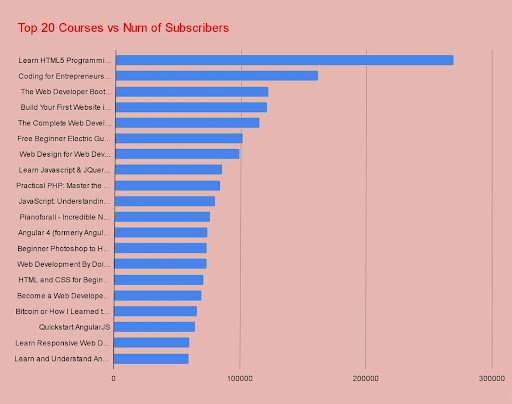 Top 20 Courses vs Num of Subscribers
Learn HTML5 Programmi...
Coding for Entrepreneurs...
The Web Developer Boot...
Build Your First Website i...
The Complete Web Devel...
Free Beginner Electric Gu...
Web Design for Web Dev...
Learn Javascript & JQuer...
Practical PHP: Master the ...
JavaScript: Understandin...
Pianoforall - Incredible N...
Angular 4 (formerly Angul...
Beginner Photoshop to H...
Web Development By Doi...
HTML and CSS for Begin...
Become a Web Develope...
Bitcoin or How I Learned t...
Quickstart AngularJS
Learn Responsive Web D...
Learn and Understand An...
0 100000 200000 300000